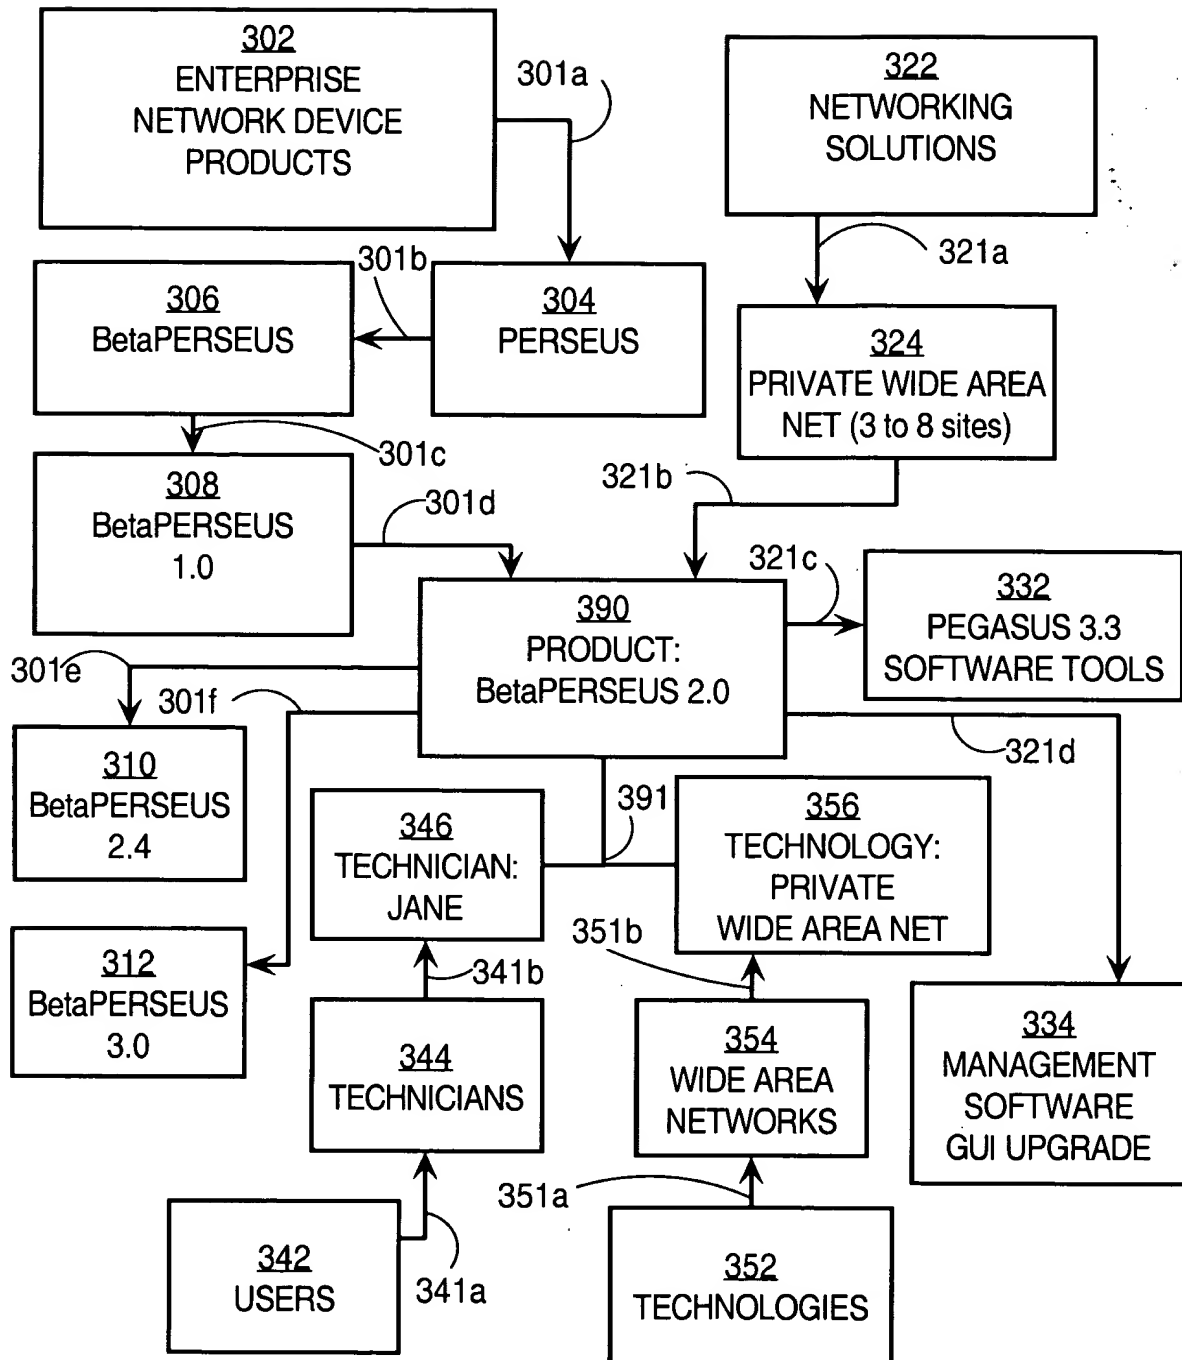 302
ENTERPRISE
NETWORK DEVICE
PRODUCTS
301a
322
NETWORKING
SOLUTIONS
321a
306
BetaPERSEUS
301b
304
PERSEUS
324
PRIVATE WIDE AREA
NET (3 to 8 sites)
301c
308
BetaPERSEUS
1.0
301d
321b
321c
390
PRODUCT:
BetaPERSEUS 2.0
332
PEGASUS 3.3
SOFTWARE TOOLS
301e
301f
321d
310
BetaPERSEUS
2.4
346
TECHNICIAN:
JANE
391
356
TECHNOLOGY:
PRIVATE
WIDE AREA NET
312
BetaPERSEUS
3.0
341b
351b
344
TECHNICIANS
354
WIDE AREA
NETWORKS
334
MANAGEMENT
SOFTWARE
GUI UPGRADE
342
USERS
341a
351a
352
TECHNOLOGIES